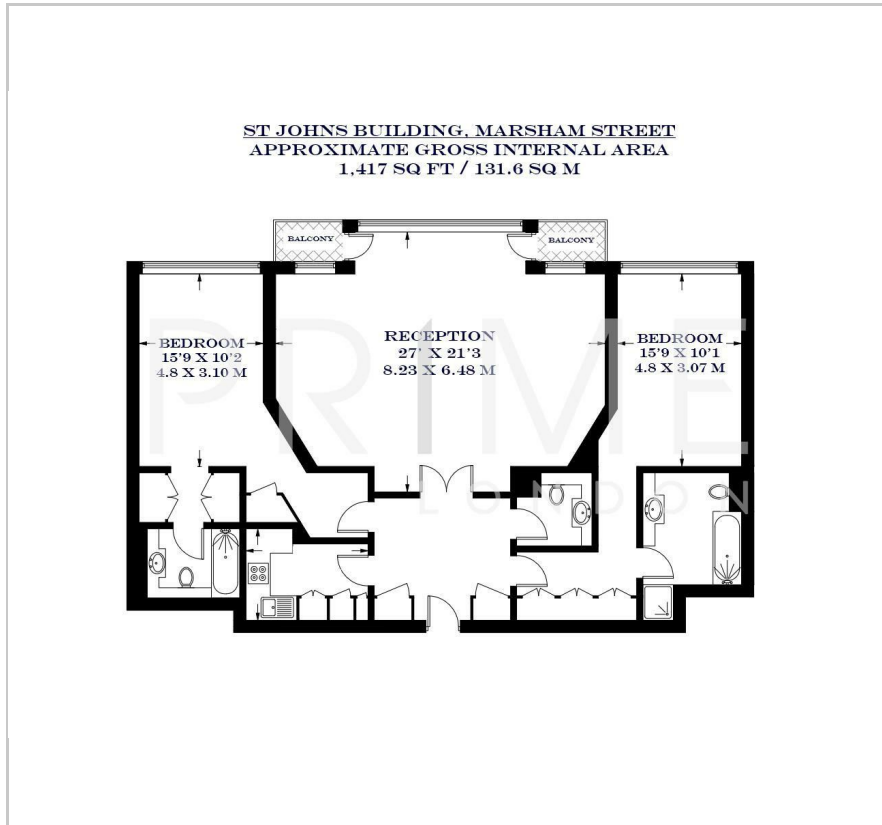 ST JOHNS BUILDING, MARSHAM STREET
APPROXIMATE GROSS INTERNAL AREA
1,417 SQ FT / 131.6 SQ M
BALCONY
BALCONY
BEDROOM
15'9 X 10'2
4.8 X 3.10 M
RECEPTION
27' X 21'3
8.23 X 6.48 M
BEDROOM
15'9 X 10'1
4.8 X 3.07 M
PRIME
LONDON